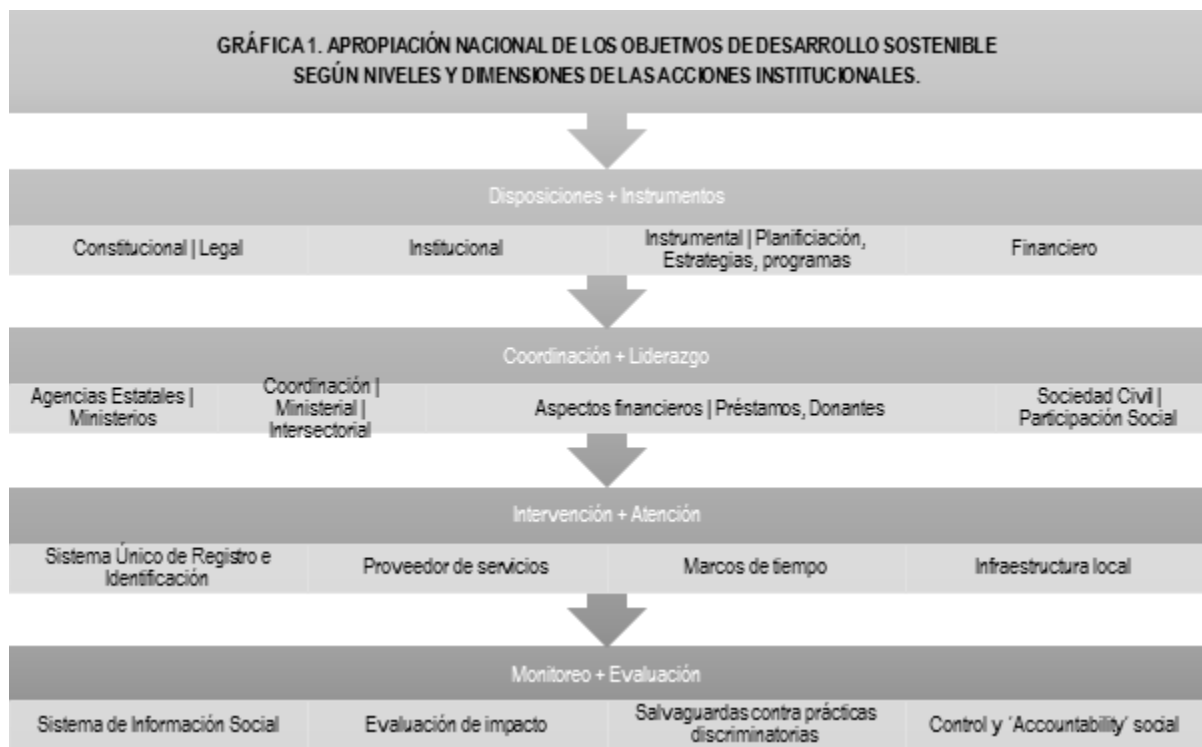 GRÁFICA 1. APROPIACIÓN NACIONAL DE LOS OBJETIVOS DE DESARROLLO SOSTENIBLE
SEGÚN NIVELES Y DIMENSIONES DE LAS ACCIONES INSTITUCIONALES.
Disposiciones + Instrumentos
Constitucional | Legal
Institucional
Instrumental | Planificiación,
Estrategias, programas
Financiero
Coordinación + Liderazgo
Agencias Estatales |
Ministerios
Coordinación |
Ministerial |
Intersectorial
Aspectos financieros | Préstamos, Donantes
Sociedad Civil |
Participación Social
Intervención + Atención
Sistema Único de Registro e
Identificación
Proveedor de servicios
Marcos de tiempo
Infraestructura local
Monitoreo + Evaluación
Sistema de Información Social
Evaluación de impacto
Salvaguardas contra prácticas
discriminatorias
Control y ´Accountability´ social